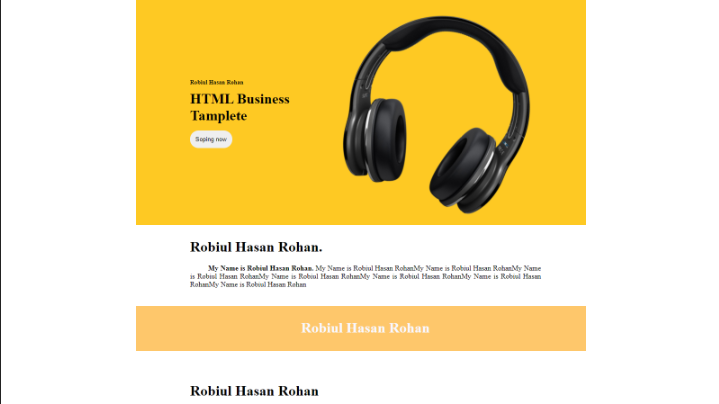 Robiul Hasan Rohan
HTML Business
Tamplete
Soping now
Robiul Hasan Rohan.
My Name is Robiul Hasan Rohan. My Name is Robiul Hasan RohanMy Name is Robiul Hasan RohanMy Name
is Robiul Hasan RohanMy Name is Robiul Hasan RohanMy Name is Robiul Hasan RohanMy Name is Robiul Hasan
RohanMy Name is Robiul Hasan Rohan
Robiul Hasan Rohan
Robiul Hasan Rohan